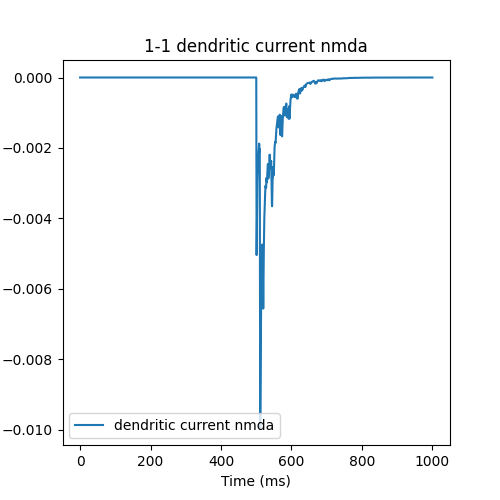 1-1 dendritic current nmda
0.000
−0.002
−0.004
−0.006
−0.008
−0.010
dendritic current nmda
0 200 400 600 800 1000
Time (ms)